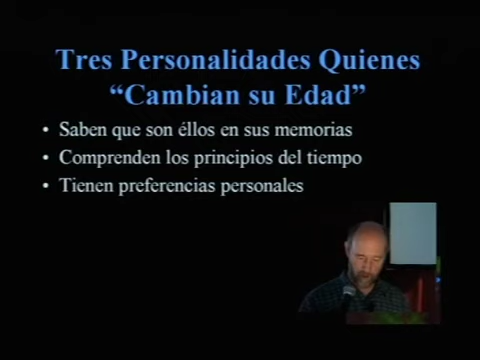 Tres Personalidades Quienes
“Cambian su Edad”
• Saben que son éllos en sus memorias
• Comprenden los principios del tiempo
• Tienen preferencias personales